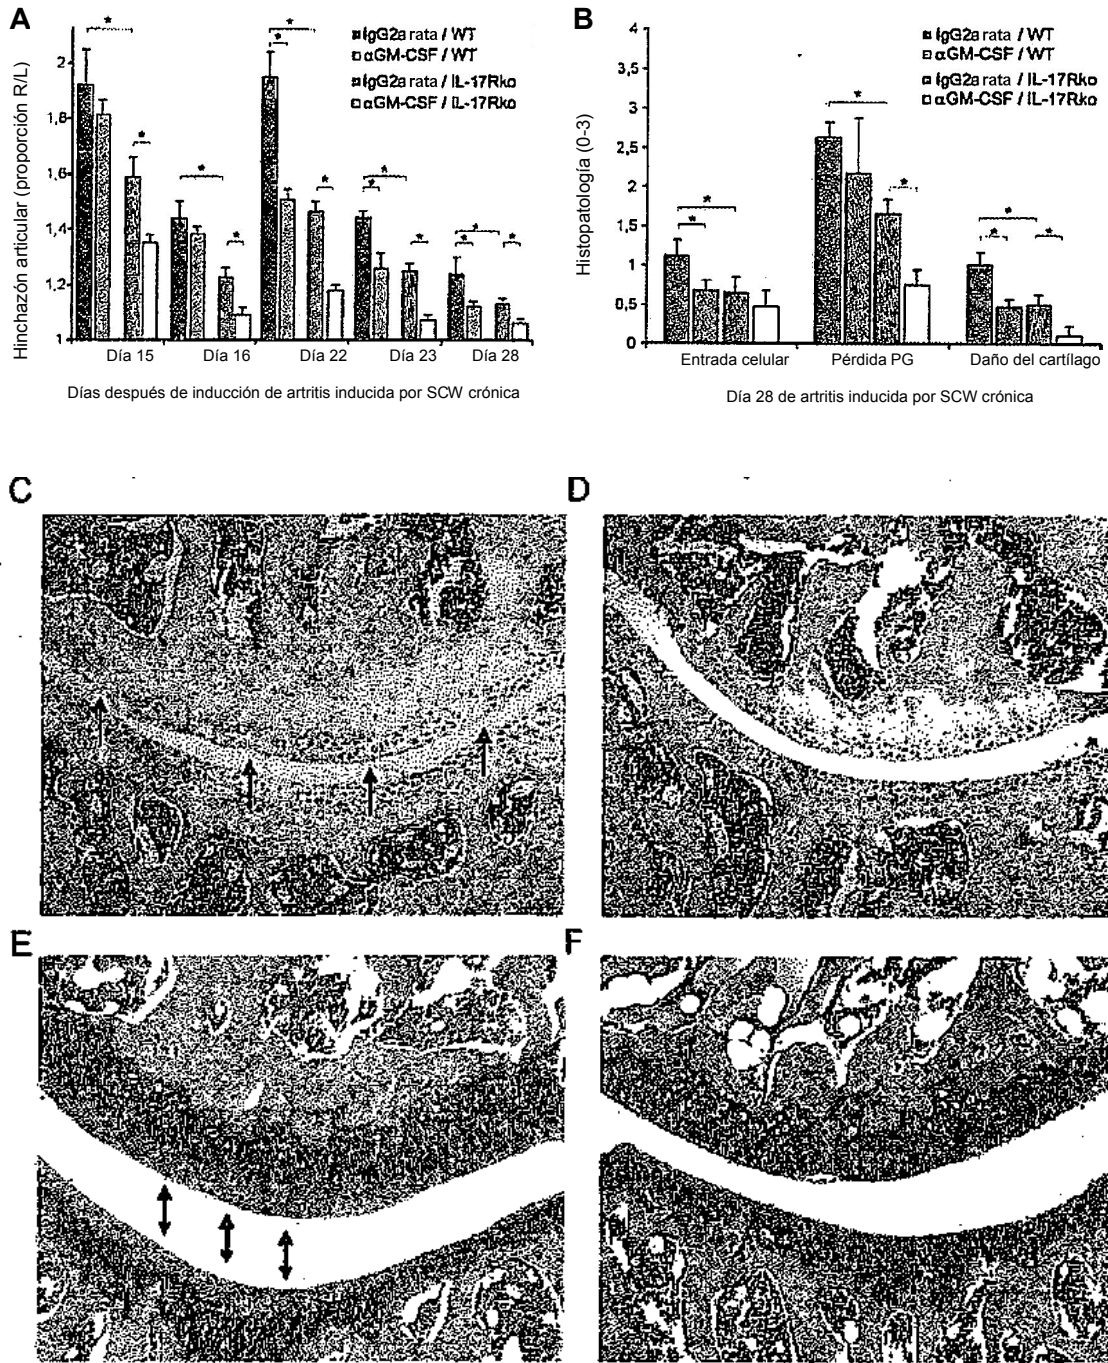 A
IgG2a rata / WT
αGM-CSF / WT
IgG2a rata / IL-17Rko
αGM-CSF / IL-17Rko
Hinchazón articular (proporción R/L)
2
1,8
1,6
1,4
1,2
1
* * * * * * * * * * * * * *
Día 15 Día 16 Día 22 Día 23 Día 28
Días después de inducción de artritis inducida por SCW crónica
B
IgG2a rata / WT
αGM-CSF / WT
IgG2a rata / IL-17Rko
αGM-CSF / IL-17Rko
Histopatología (0-3)
4
3,5
3
2,5
2
1,5
1
0,5
0
* * * * * * *
Entrada celular Pérdida PG Daño del cartílago
Día 28 de artritis inducida por SCW crónica
C
D
E
F